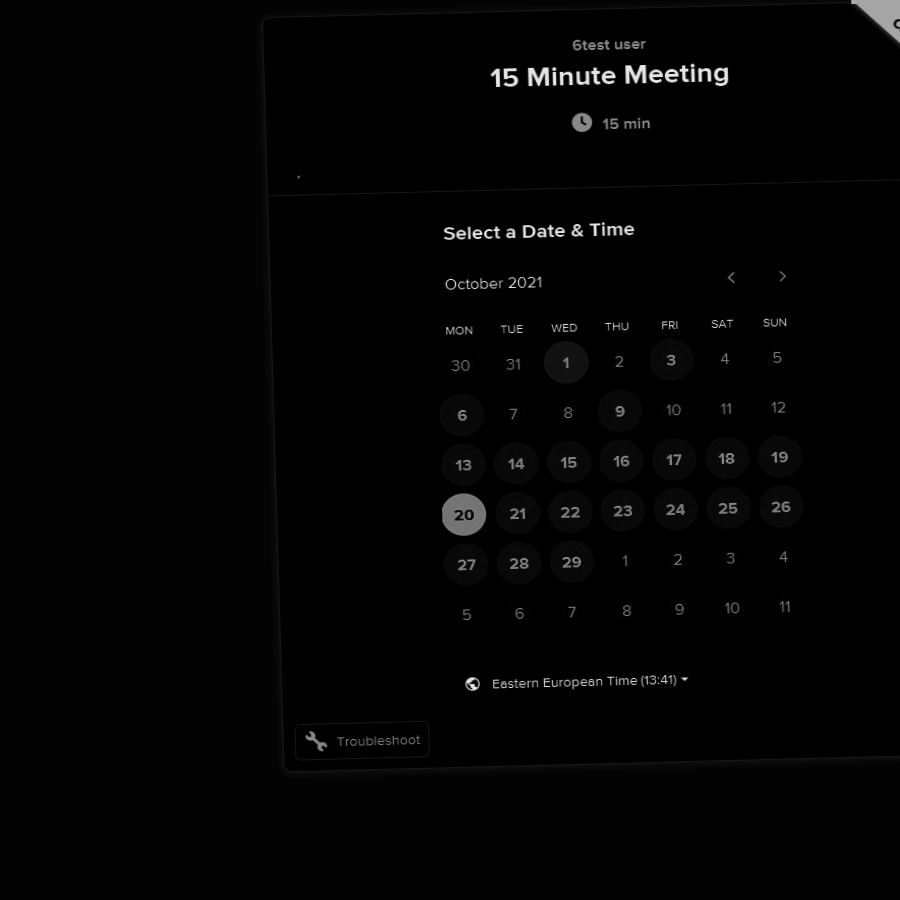 6test user
15 Minute Meeting
15 min
Select a Date & Time
October 2021
MON TUE WED THU FRI SAT SUN
30 31 1 2 3 4 5
6 7 8 9 10 11 12
13 14 15 16 17 18 19
20 21 22 23 24 25 26
27 28 29 1 2 3 4
5 6 7 8 9 10 11
Eastern European Time (13:41)
Troubleshoot